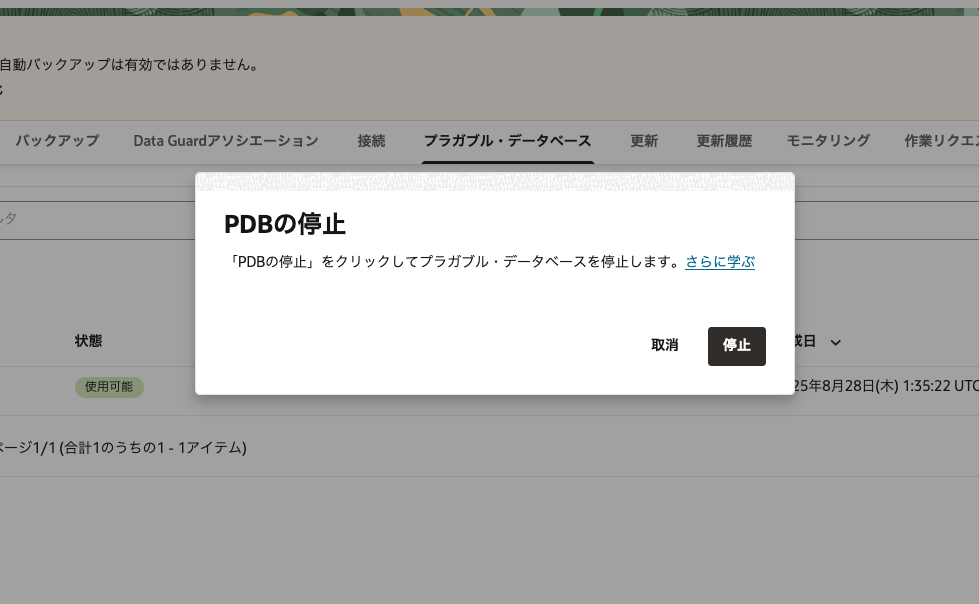 自動バックアップは有効ではありません。
バックアップ
Data Guardアソシエーション
接続
プラガブル・データベース
更新
更新履歴
モニタリング
作業リクエス
ルタ
PDBの停止
「PDBの停止」をクリックしてプラガブル・データベースを停止します。さらに学ぶ
取消
停止
状態
成日
使用可能
25年8月28日(木) 1:35:22 UTC
ページ1/1 (合計1のうちの1 - 1アイテム)